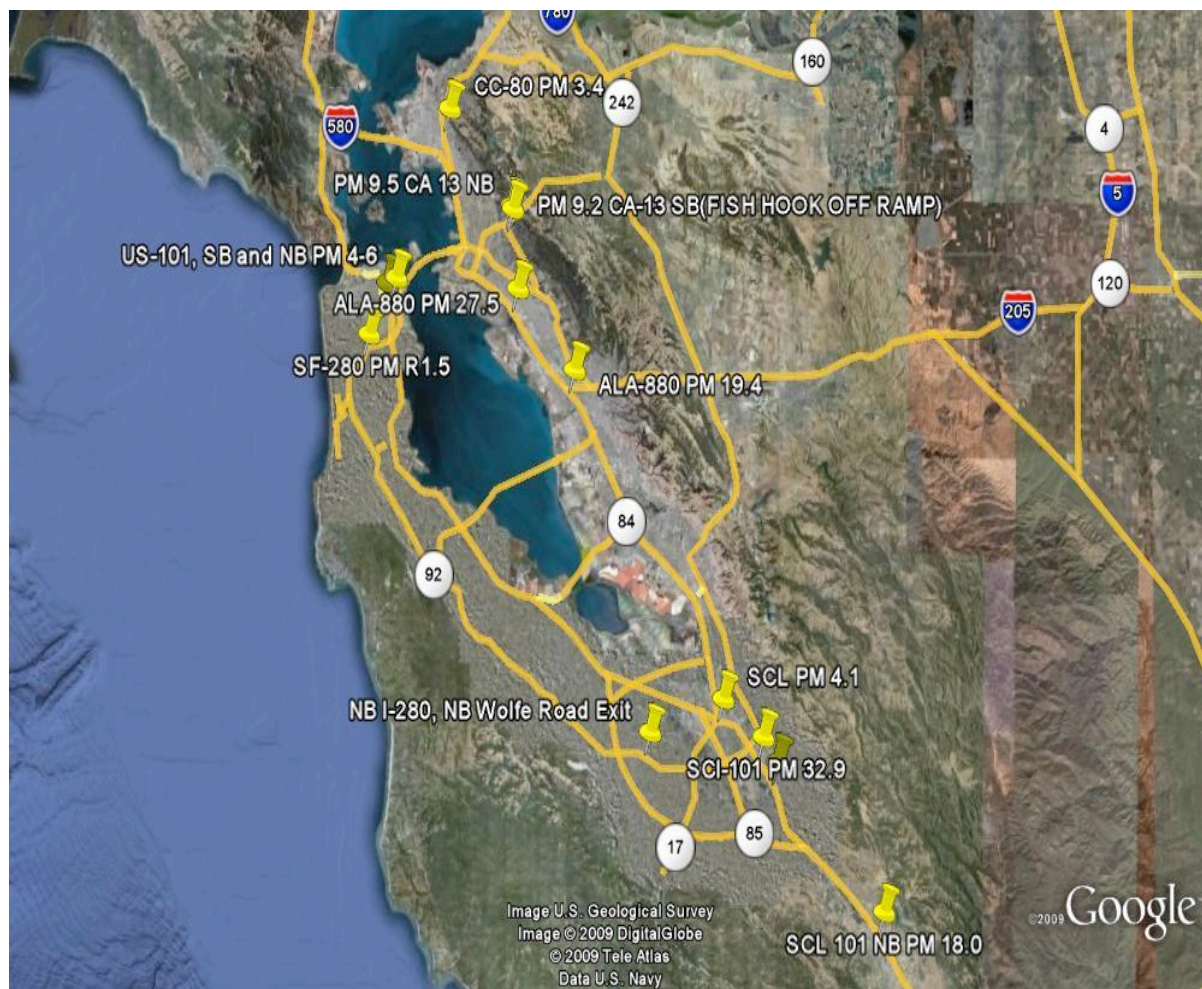 780
160
CC-80 PM 3.4
242
580
4
PM 9.5 CA 13 NB
5
PM 9.2 CA-13 SB(FISH HOOK OFF RAMP)
US-101, SB and NB PM 4-6
120
ALA-880 PM 27.5
205
SF-280 PM R1.5
ALA-880 PM 19.4
84
92
SCL PM 4.1
NB I-280, NB Wolfe Road Exit
SCI-101 PM 32.9
17
85
Image U.S. Geological Survey
Image © 2009 DigitalGlobe
© 2009 Tele Atlas
Data U.S. Navy
©2009 Google
SCL 101 NB PM 18.0